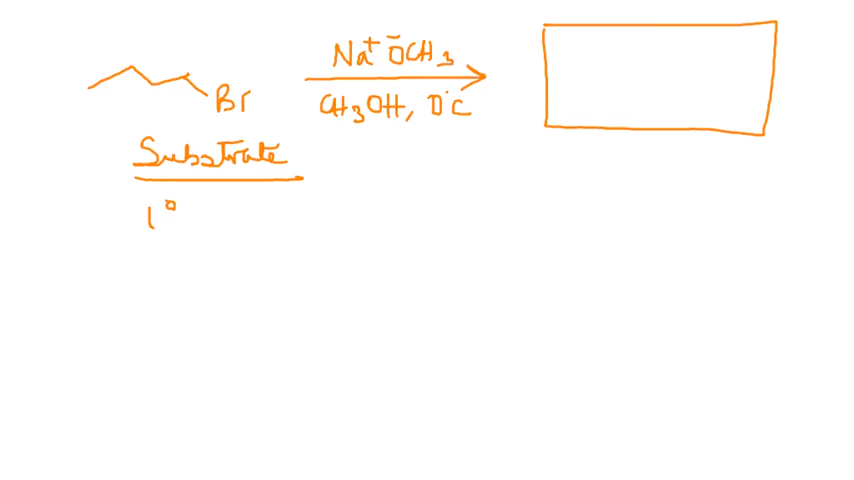 Na⁺ ⁻OCH₃
Br
CH₃OH, 0°C
Substrate
1°